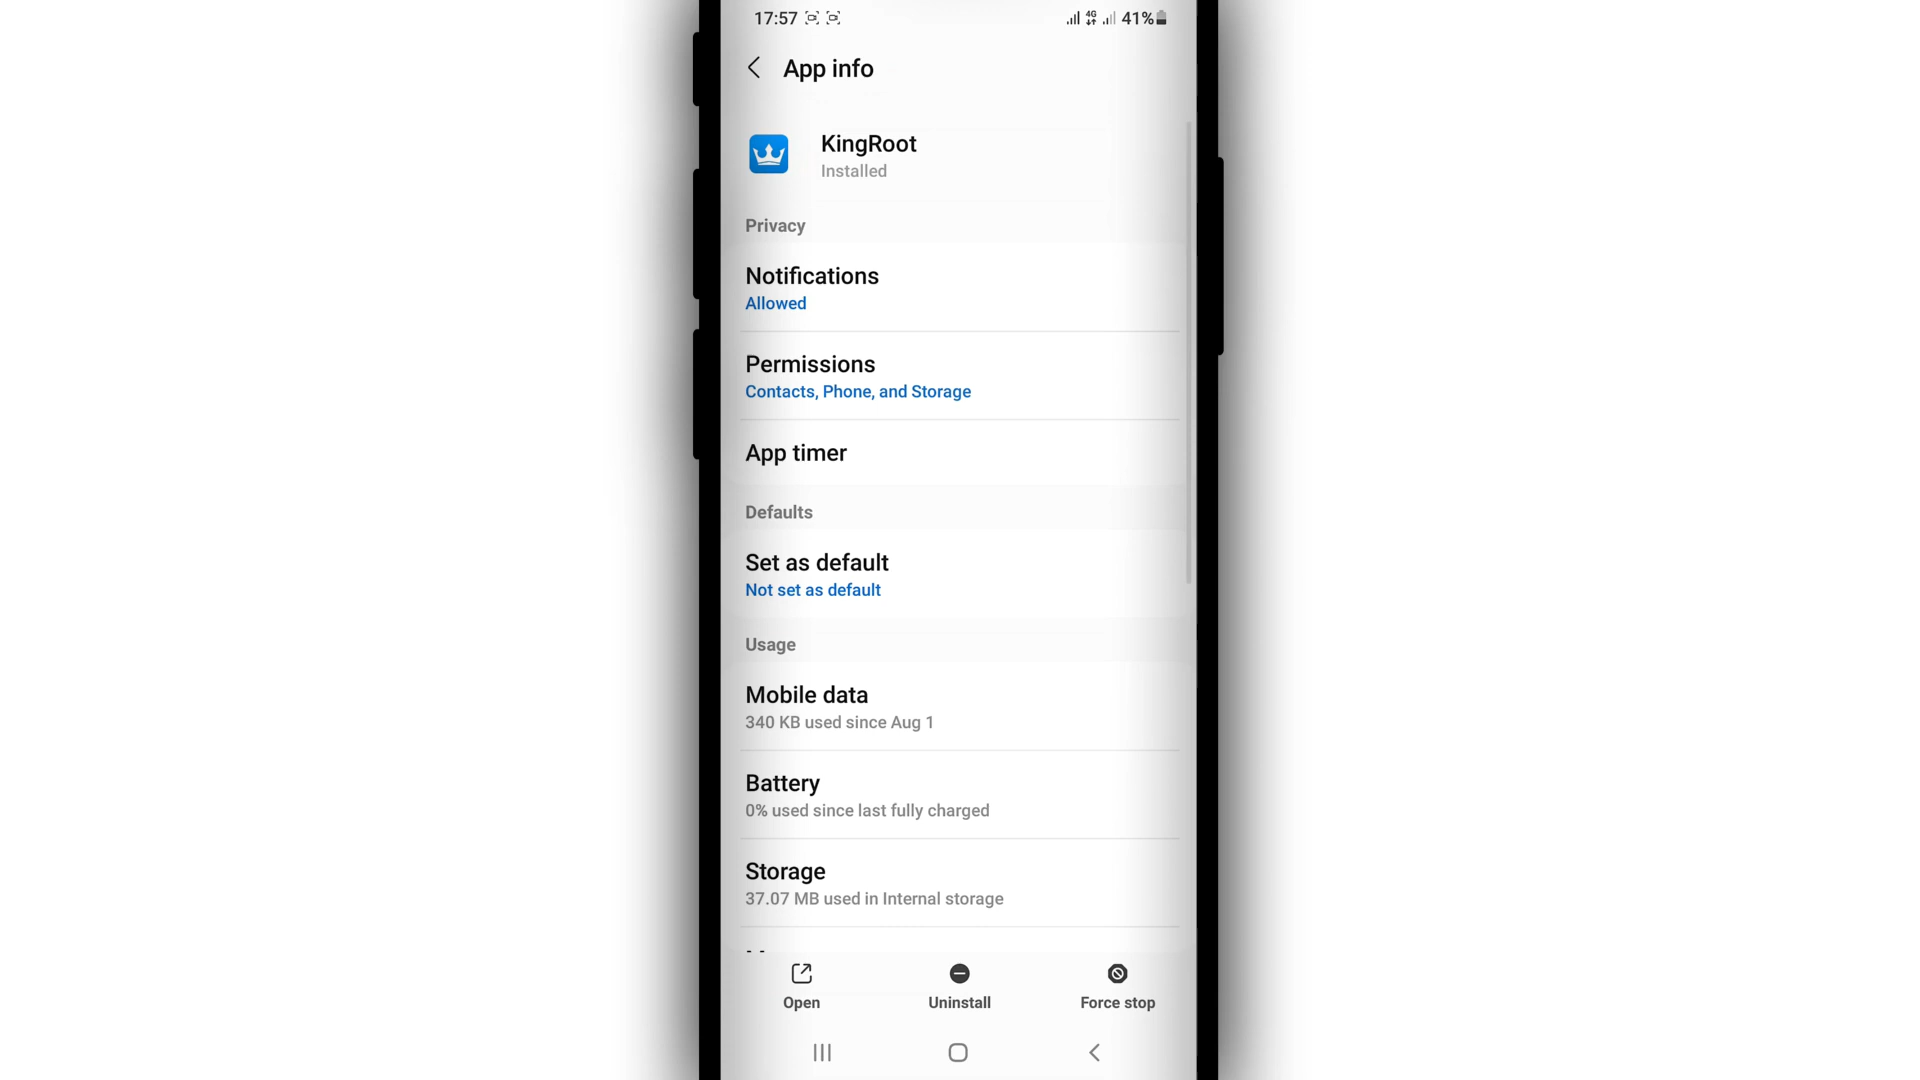 17:57 4G 41%
App info
KingRoot
Installed
Privacy
Notifications
Allowed
Permissions
Contacts, Phone, and Storage
App timer
Defaults
Set as default
Not set as default
Usage
Mobile data
340 KB used since Aug 1
Battery
0% used since last fully charged
Storage
37.07 MB used in Internal storage
Open Uninstall Force stop